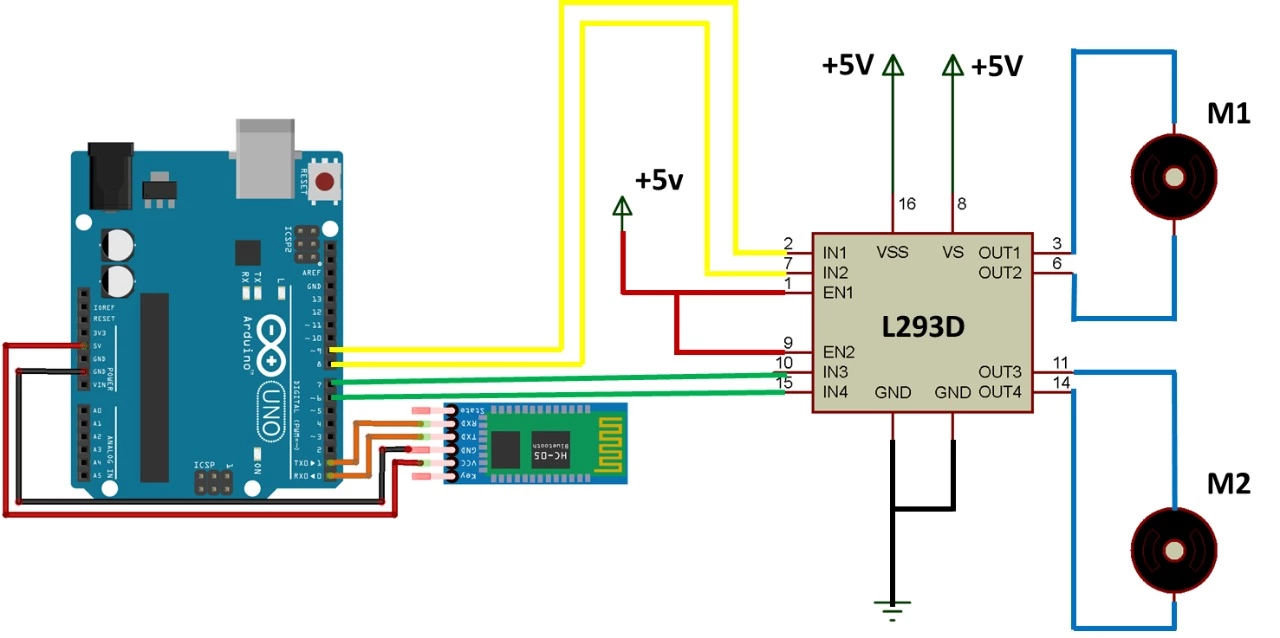 +5V
+5V
M1
+5v
16
8
2
IN1
VSS
VS
OUT1
3
7
IN2
OUT2
6
1
EN1
L293D
9
EN2
10
IN3
OUT3
11
15
IN4
GND
GND
OUT4
14
M2
RESET
ICSP2
AREF
GND
13
12
~11
~10
~9
8
7
~6
~5
4
~3
2
TX0▶1
RX0◀0
DIGITAL (PWM=~)
RX
TX
L
Arduino™
UNO
ON
ICSP
1
IOREF
RESET
3V3
5V
GND
GND
VIN
POWER
A0
A1
A2
A3
A4
A5
ANALOG IN
State
RXD
TXD
GND
VCC
Key
HC-05
Bluetooth